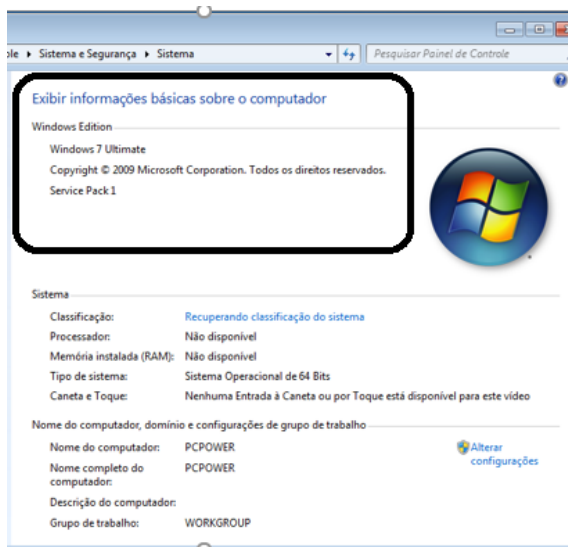 ole ▸ Sistema e Segurança ▸ Sistema
Pesquisar Painel de Controle
Exibir informações básicas sobre o computador
Windows Edition
Windows 7 Ultimate
Copyright © 2009 Microsoft Corporation. Todos os direitos reservados.
Service Pack 1
Sistema
Classificação: Recuperando classificação do sistema
Processador: Não disponível
Memória instalada (RAM): Não disponível
Tipo de sistema: Sistema Operacional de 64 Bits
Caneta e Toque: Nenhuma Entrada à Caneta ou por Toque está disponível para este vídeo
Nome do computador, domínio e configurações de grupo de trabalho
Nome do computador: PCPOWER
Alterar
configurações
Nome completo do PCPOWER
computador:
Descrição do computador:
Grupo de trabalho: WORKGROUP